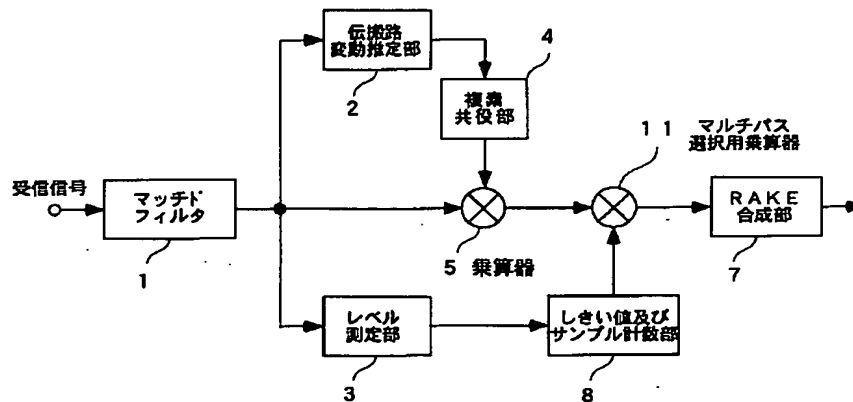 伝搬路
変動推定部
2
4
複素
共役部
11
マルチパス
選択用乗算器
受信信号
マッチド
フィルタ
1
5 乗算器
RAKE
合成部
7
レベル
測定部
3
しきい値及び
サンプル計数部
8